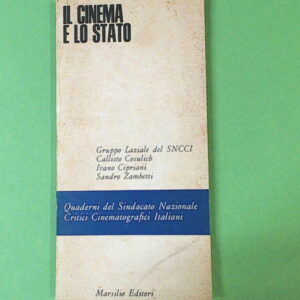 IL CINEMA
E LO STATO
Gruppo Laziale del SNCCI
Callisto Cosulich
Ivano Cipriani
Sandro Zambetti
Quaderni del Sindacato Nazionale
Critici Cinematografici Italiani
Marsilio Editori